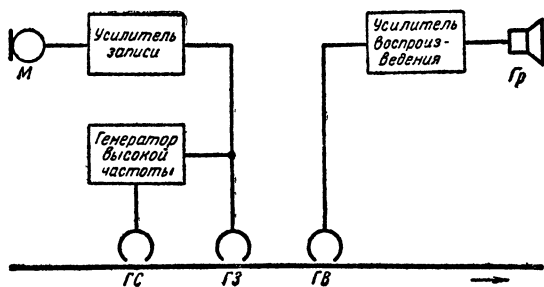 Усилитель
записи
М
Усилитель
воспроиз-
ведения
Гр
Генератор
высокой
частоты
ГС
ГЗ
ГВ